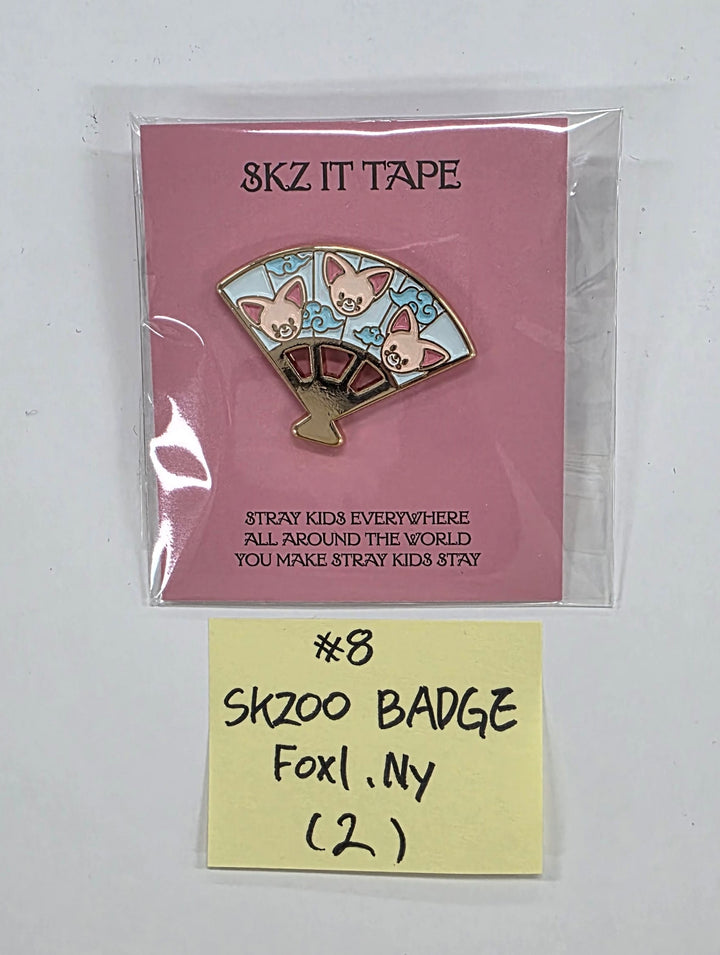 SKZ IT TAPE
STRAY KIDS EVERYWHERE
ALL AROUND THE WORLD
YOU MAKE STRAY KIDS STAY
#8
SKZOO BADGE
FoxI.Ny
(2)